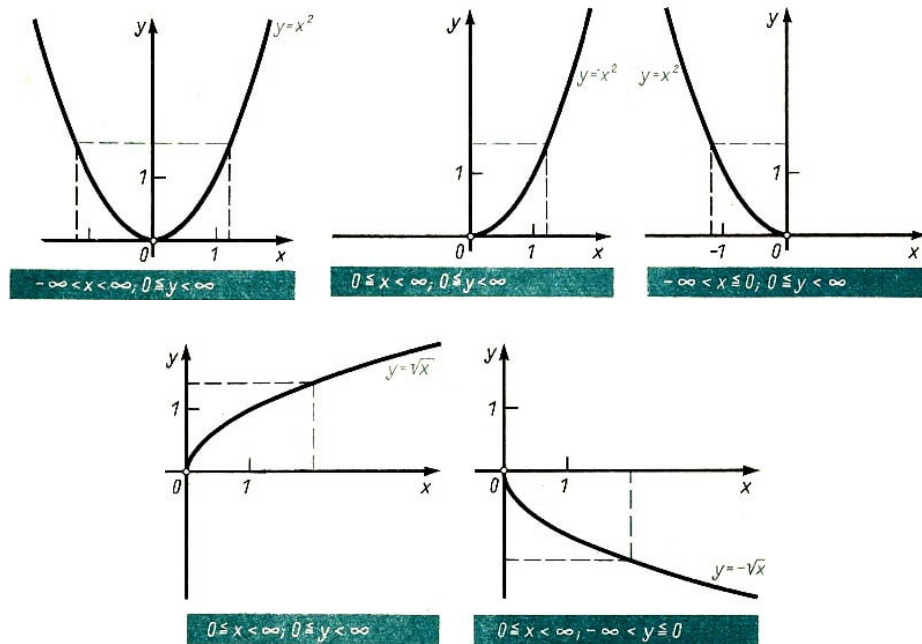 y
y = x²
1
0
1
x
-∞ < x < ∞; 0 ≦ y < ∞
y
y = x²
1
0
1
x
0 ≦ x < ∞; 0 ≦ y < ∞
y
y = x²
1
-1
0
x
-∞ < x ≦ 0; 0 ≦ y < ∞
y
y = √x
1
0
1
x
0 ≦ x < ∞; 0 ≦ y < ∞
y
1
0
1
x
y = -√x
0 ≦ x < ∞, -∞ < y ≦ 0